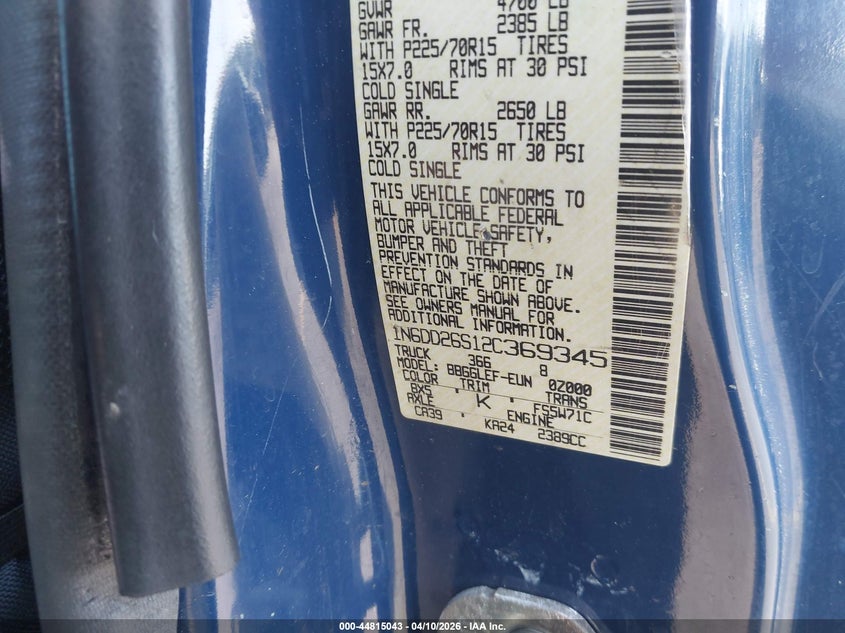 GVWR 4700 LB
GAWR FR. 2385 LB
WITH P225/70R15 TIRES
15X7.0 RIMS AT 30 PSI
COLD SINGLE
GAWR RR. 2650 LB
WITH P225/70R15 TIRES
15X7.0 RIMS AT 30 PSI
COLD SINGLE
THIS VEHICLE CONFORMS TO
ALL APPLICABLE FEDERAL
MOTOR VEHICLE SAFETY,
BUMPER AND THEFT
PREVENTION STANDARDS IN
EFFECT ON THE DATE OF
MANUFACTURE SHOWN ABOVE.
SEE OWNERS MANUAL FOR
ADDITIONAL INFORMATION.
1N6DD26S12C369345
TRUCK 366 8
MODEL: BBGGLEF-EUN 0Z000
COLOR TRIM TRANS
BX5 K FS5W71C
AXLE ENGINE
CA39 KA24 2389CC
000-44815043 - 04/10/2026 - IAA Inc.